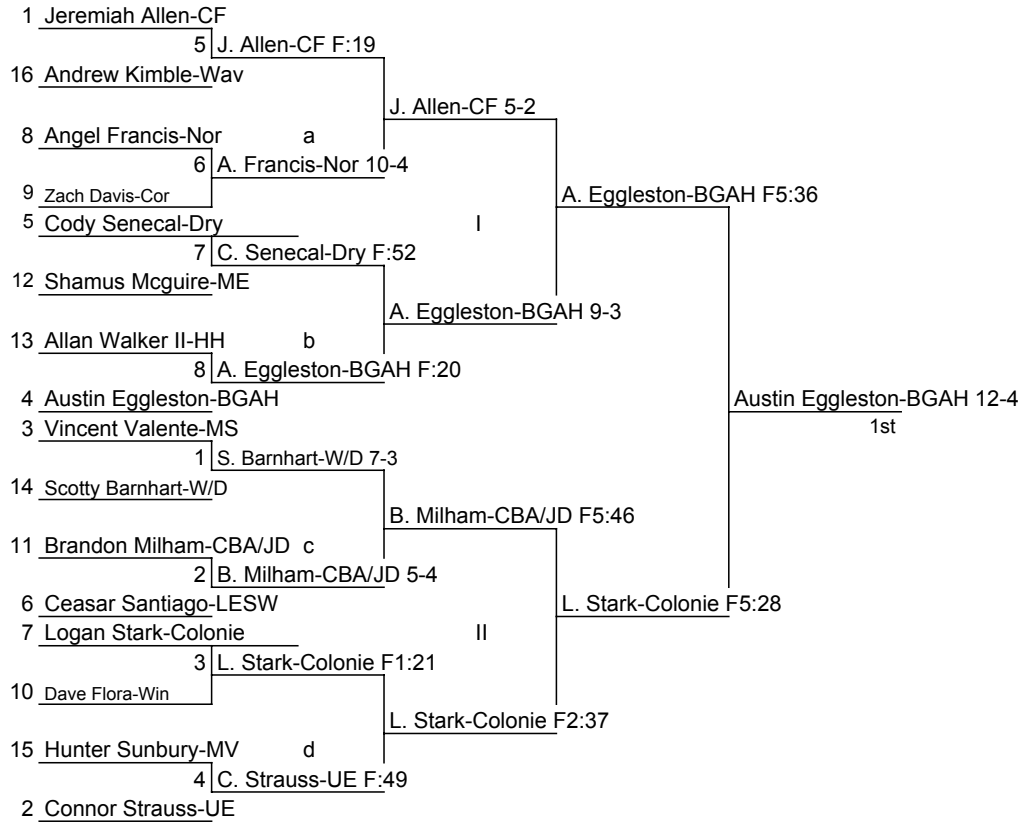 1 Jeremiah Allen-CF
5 J. Allen-CF F:19
16 Andrew Kimble-Wav
J. Allen-CF 5-2
8 Angel Francis-Nor a
6 A. Francis-Nor 10-4
9 Zach Davis-Cor
A. Eggleston-BGAH F5:36
5 Cody Senecal-Dry I
7 C. Senecal-Dry F:52
12 Shamus Mcguire-ME
A. Eggleston-BGAH 9-3
13 Allan Walker II-HH b
8 A. Eggleston-BGAH F:20
4 Austin Eggleston-BGAH
Austin Eggleston-BGAH 12-4
3 Vincent Valente-MS
1st
1 S. Barnhart-W/D 7-3
14 Scotty Barnhart-W/D
B. Milham-CBA/JD F5:46
11 Brandon Milham-CBA/JD c
2 B. Milham-CBA/JD 5-4
6 Ceasar Santiago-LESW
L. Stark-Colonie F5:28
7 Logan Stark-Colonie II
3 L. Stark-Colonie F1:21
10 Dave Flora-Win
L. Stark-Colonie F2:37
15 Hunter Sunbury-MV d
4 C. Strauss-UE F:49
2 Connor Strauss-UE